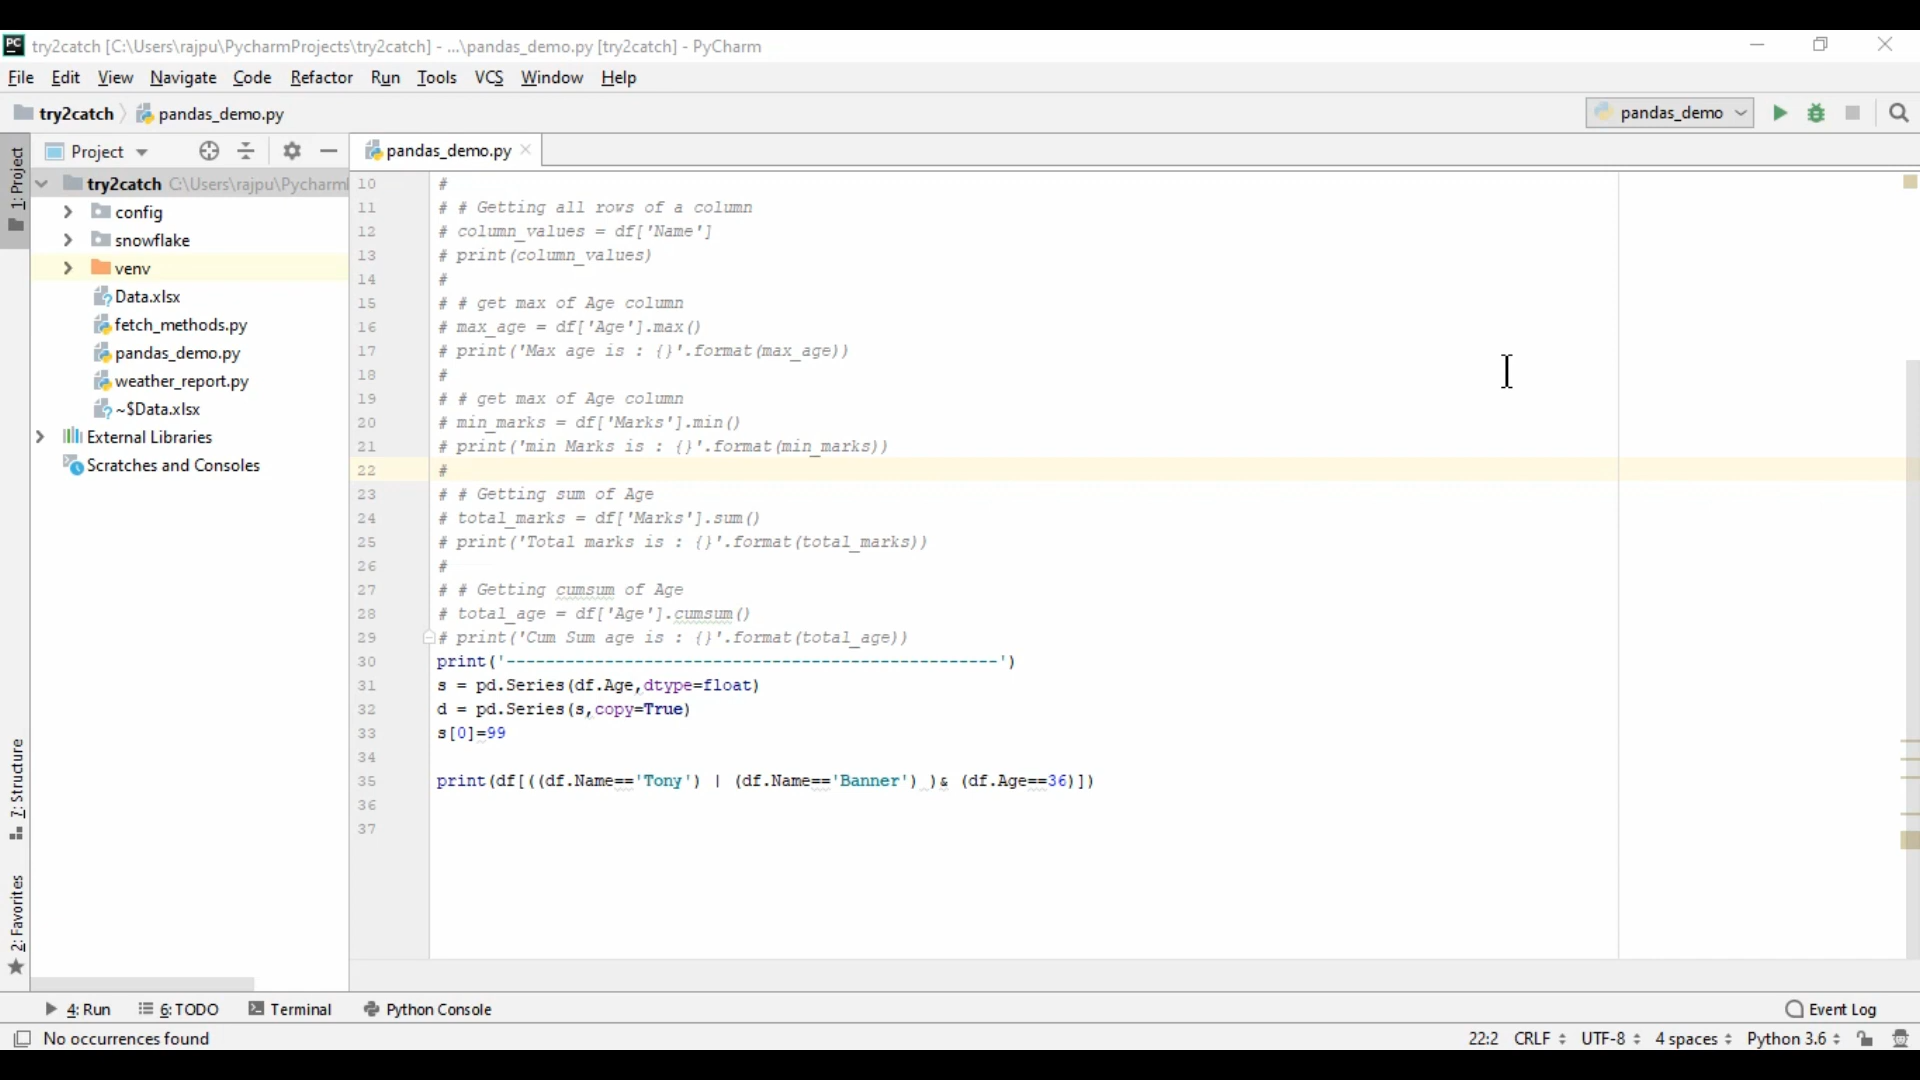 try2catch [C:\Users\rajpu\PycharmProjects\try2catch] - ...\pandas_demo.py [try2catch] - PyCharm
File Edit View Navigate Code Refactor Run Tools VCS Window Help
try2catch pandas_demo.py pandas_demo
1: Project
Project
try2catch C:\Users\rajpu\Pycharm
config
snowflake
venv
Data.xlsx
fetch_methods.py
pandas_demo.py
weather_report.py
~$Data.xlsx
External Libraries
Scratches and Consoles
7: Structure
2: Favorites
pandas_demo.py
10 #
11 # # Getting all rows of a column
12 # column_values = df['Name']
13 # print(column_values)
14 #
15 # # get max of Age column
16 # max_age = df['Age'].max()
17 # print('Max age is : {}'.format(max_age))
18 #
19 # # get max of Age column
20 # min_marks = df['Marks'].min()
21 # print('min Marks is : {}'.format(min_marks))
22 #
23 # # Getting sum of Age
24 # total_marks = df['Marks'].sum()
25 # print('Total marks is : {}'.format(total_marks))
26 #
27 # # Getting cumsum of Age
28 # total_age = df['Age'].cumsum()
29 # print('Cum Sum age is : {}'.format(total_age))
30 print('--------------------------------------------------')
31 s = pd.Series(df.Age,dtype=float)
32 d = pd.Series(s,copy=True)
33 s[0]=99
34
35 print(df[((df.Name=='Tony') | (df.Name=='Banner') )& (df.Age==36)])
36
37
4: Run 6: TODO Terminal Python Console Event Log
No occurrences found 22:2 CRLF UTF-8 4 spaces Python 3.6